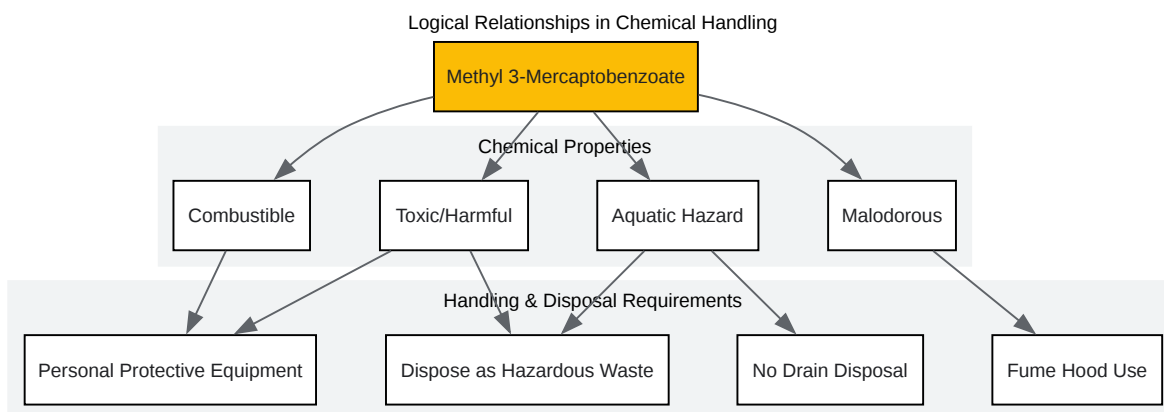 Logical Relationships in Chemical Handling
Methyl 3-Mercaptobenzoate
Chemical Properties
Combustible
Toxic/Harmful
Aquatic Hazard
Malodorous
Handling & Disposal Requirements
Personal Protective Equipment
Dispose as Hazardous Waste
No Drain Disposal
Fume Hood Use